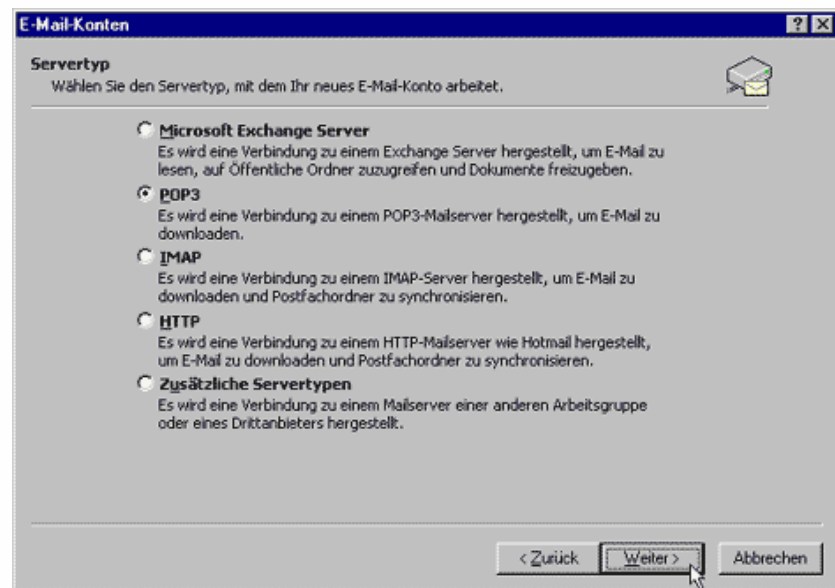 E-Mail-Konten
Servertyp
Wählen Sie den Servertyp, mit dem Ihr neues E-Mail-Konto arbeitet.
Microsoft Exchange Server
Es wird eine Verbindung zu einem Exchange Server hergestellt, um E-Mail zu
lesen, auf Öffentliche Ordner zuzugreifen und Dokumente freizugeben.
POP3
Es wird eine Verbindung zu einem POP3-Mailserver hergestellt, um E-Mail zu
downloaden.
IMAP
Es wird eine Verbindung zu einem IMAP-Server hergestellt, um E-Mail zu
downloaden und Postfachordner zu synchronisieren.
HTTP
Es wird eine Verbindung zu einem HTTP-Mailserver wie Hotmail hergestellt,
um E-Mail zu downloaden und Postfachordner zu synchronisieren.
Zusätzliche Servertypen
Es wird eine Verbindung zu einem Mailserver einer anderen Arbeitsgruppe
oder eines Drittanbieters hergestellt.
< Zurück Weiter > Abbrechen